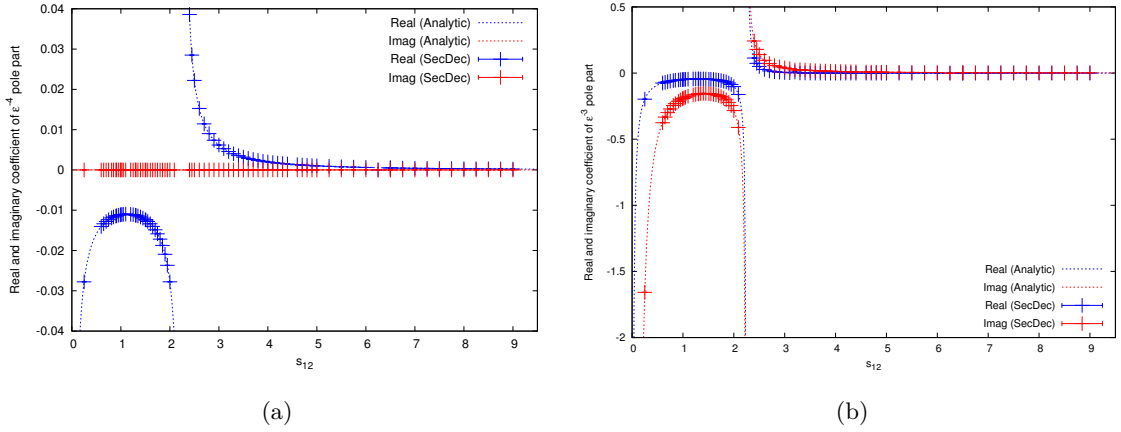 Real and imaginary coefficient of ε⁻⁴ pole part
0.04
0.03
0.02
0.01
0
-0.01
-0.02
-0.03
-0.04
0 1 2 3 4 5 6 7 8 9
s₁₂
Real (Analytic)
Imag (Analytic)
Real (SecDec)
Imag (SecDec)
(a)
Real and imaginary coefficient of ε⁻³ pole part
0.5
0
-0.5
-1
-1.5
-2
0 1 2 3 4 5 6 7 8 9
s₁₂
Real (Analytic)
Imag (Analytic)
Real (SecDec)
Imag (SecDec)
(b)